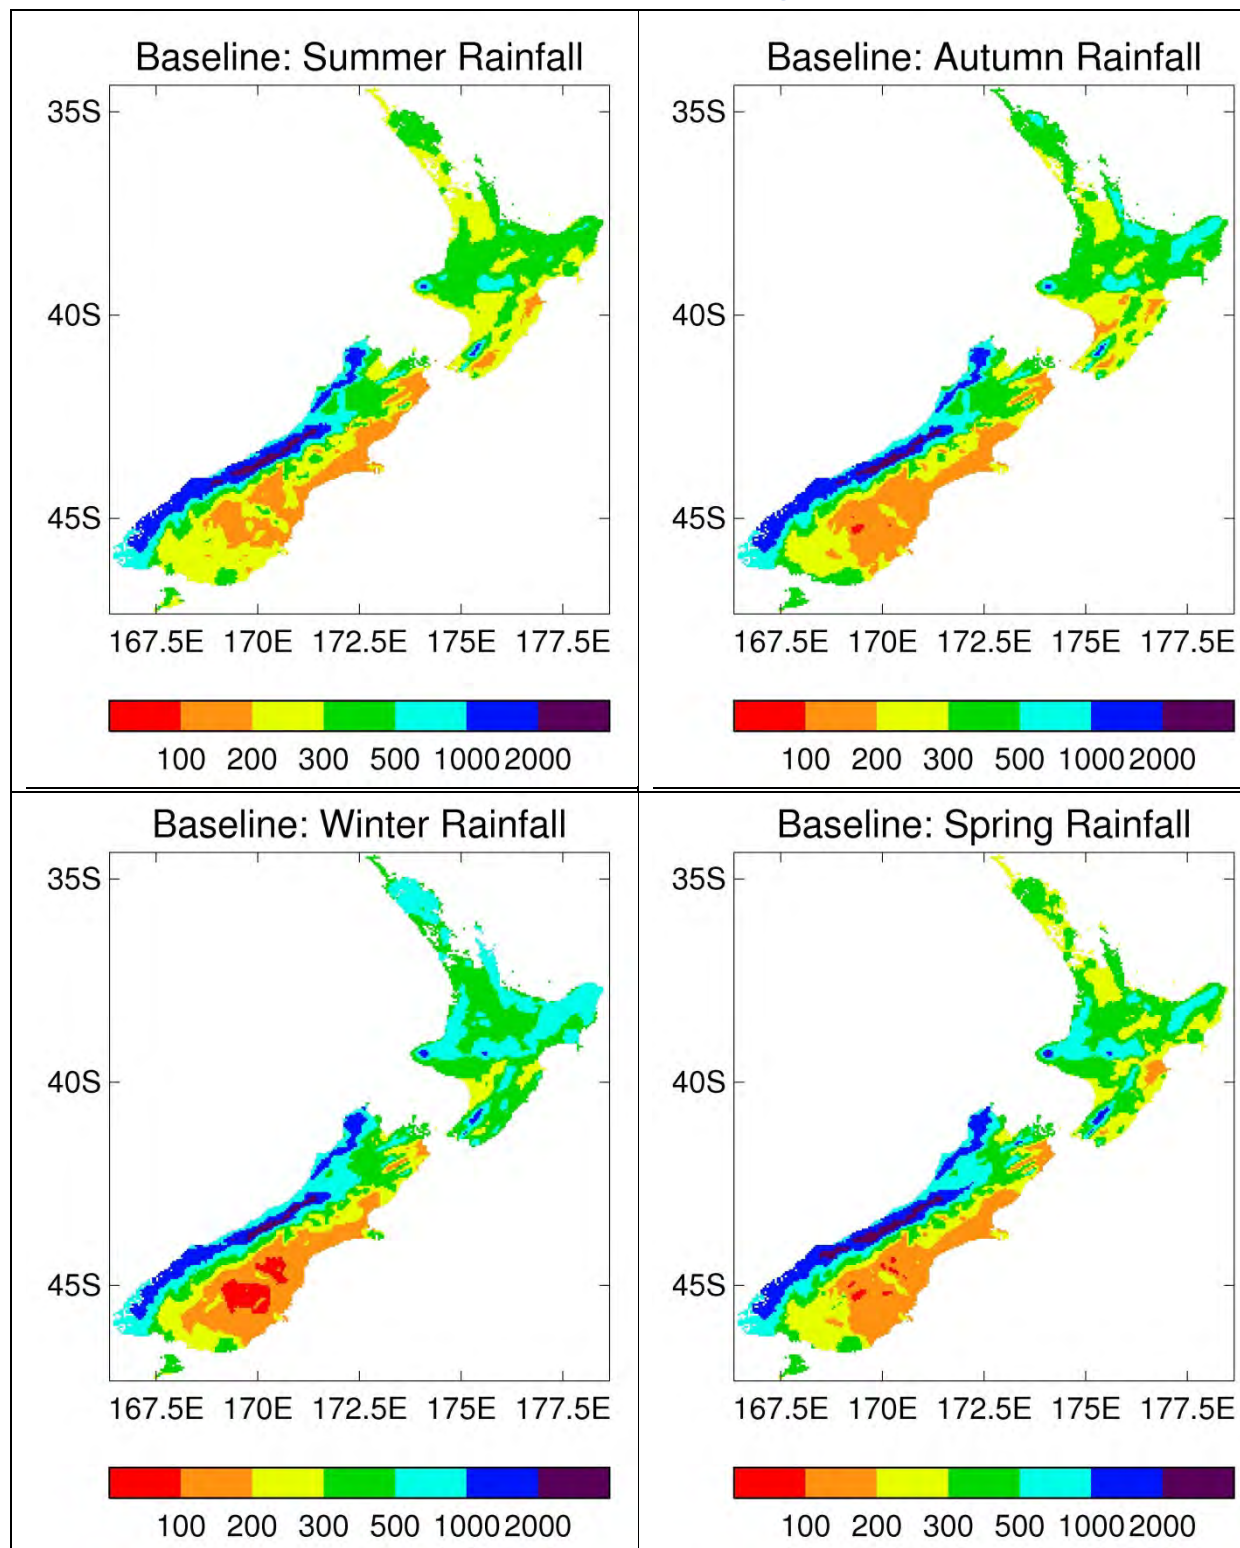 Baseline: Summer Rainfall
35S
40S
45S
167.5E 170E 172.5E 175E 177.5E
100 200 300 500 1000 2000
Baseline: Autumn Rainfall
35S
40S
45S
167.5E 170E 172.5E 175E 177.5E
100 200 300 500 1000 2000
Baseline: Winter Rainfall
35S
40S
45S
167.5E 170E 172.5E 175E 177.5E
100 200 300 500 1000 2000
Baseline: Spring Rainfall
35S
40S
45S
167.5E 170E 172.5E 175E 177.5E
100 200 300 500 1000 2000